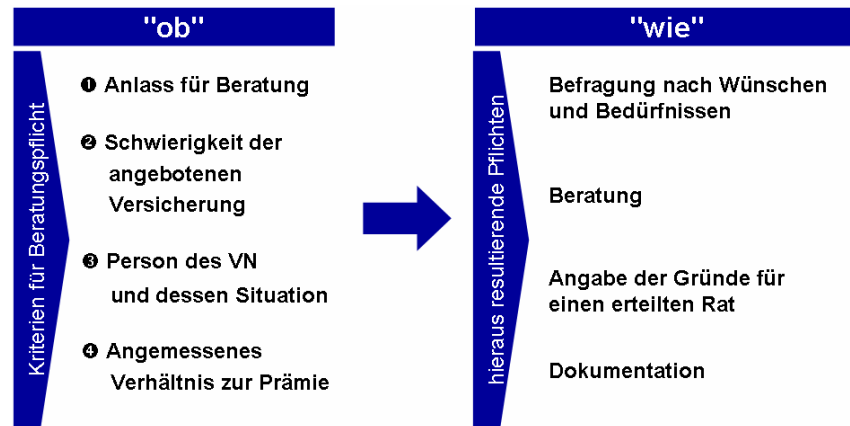 "ob"
Kriterien für Beratungspflicht
❶ Anlass für Beratung
❷ Schwierigkeit der
angebotenen
Versicherung
❸ Person des VN
und dessen Situation
❹ Angemessenes
Verhältnis zur Prämie
"wie"
hieraus resultierende Pflichten
Befragung nach Wünschen
und Bedürfnissen
Beratung
Angabe der Gründe für
einen erteilten Rat
Dokumentation